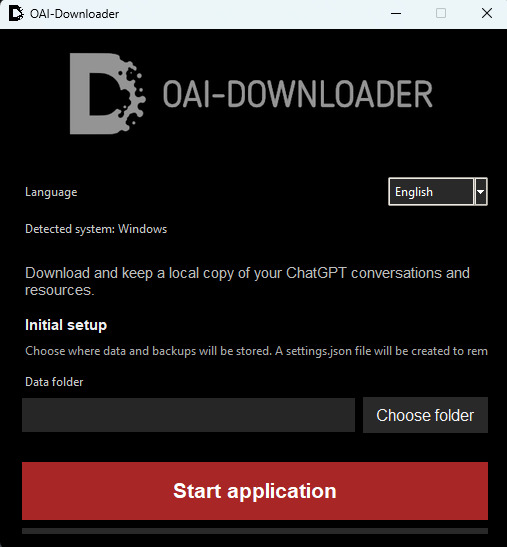 OAI-Downloader
OAI-DOWNLOADER
Language
English
Detected system: Windows
Download and keep a local copy of your ChatGPT conversations and
resources.
Initial setup
Choose where data and backups will be stored. A settings.json file will be created to rem
Data folder
Choose folder
Start application